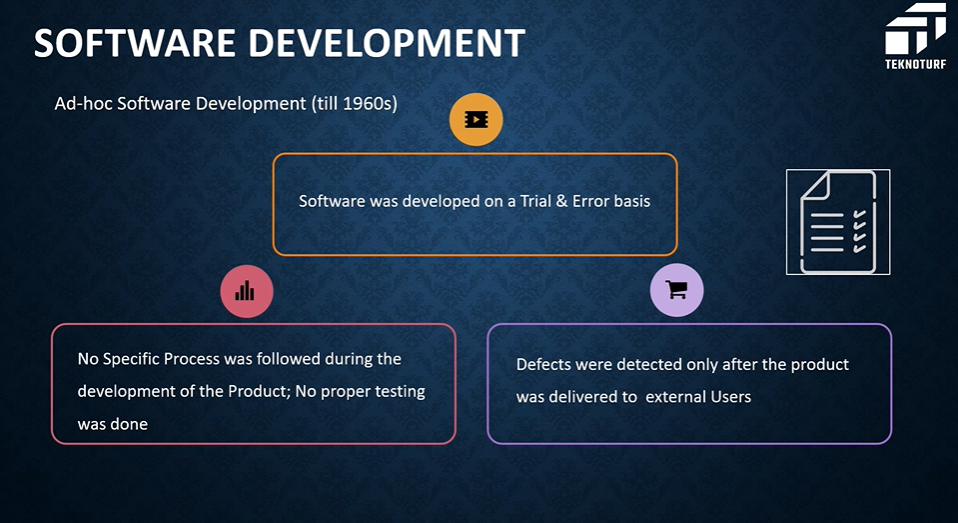 SOFTWARE DEVELOPMENT
TEKNOTURF
Ad-hoc Software Development (till 1960s)
Software was developed on a Trial & Error basis
No Specific Process was followed during the
development of the Product; No proper testing
was done
Defects were detected only after the product
was delivered to  external Users